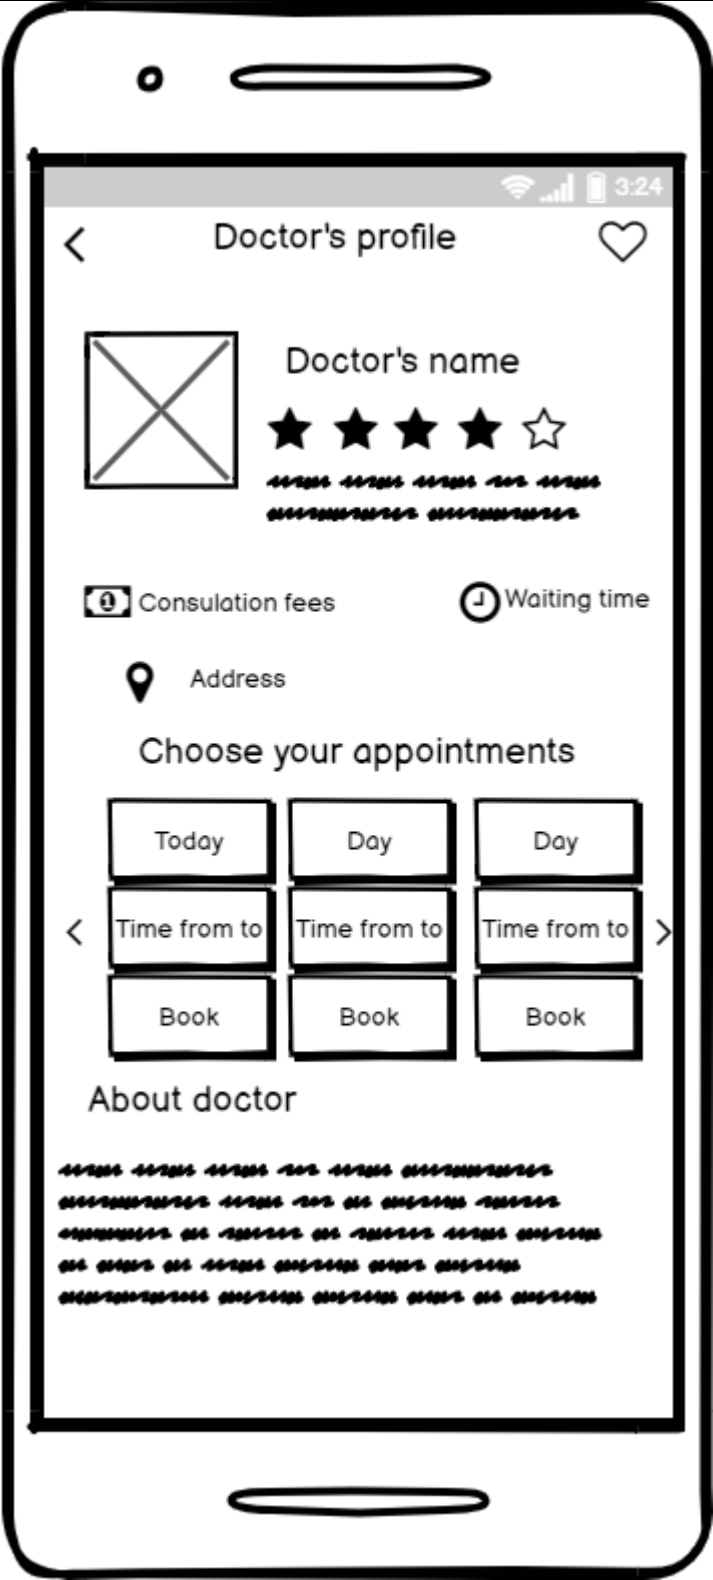 3:24
Doctor's profile
Doctor's name
Consulation fees Waiting time
Address
Choose your appointments
Today Day Day
Time from to Time from to Time from to
Book Book Book
About doctor